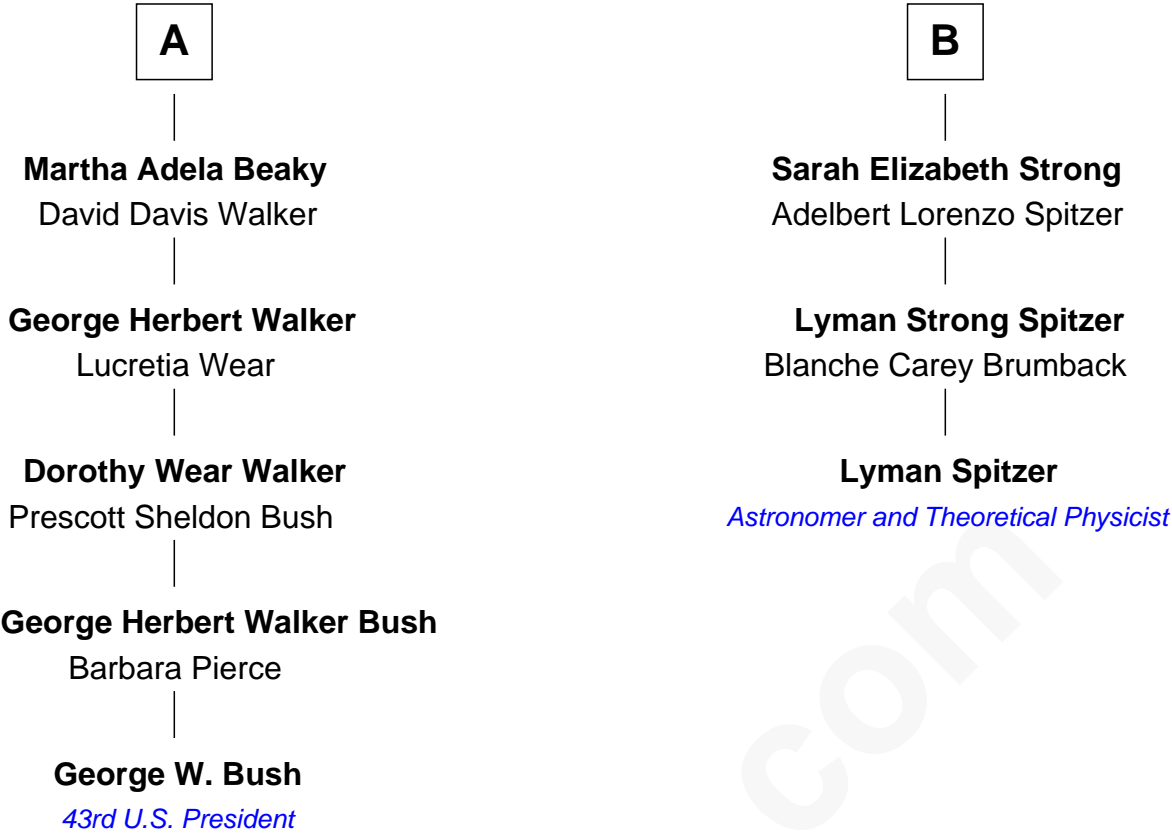 A
Martha Adela Beaky
David Davis Walker
George Herbert Walker
Lucretia Wear
Dorothy Wear Walker
Prescott Sheldon Bush
George Herbert Walker Bush
Barbara Pierce
George W. Bush
43rd U.S. President
B
Sarah Elizabeth Strong
Adelbert Lorenzo Spitzer
Lyman Strong Spitzer
Blanche Carey Brumback
Lyman Spitzer
Astronomer and Theoretical Physicist
com